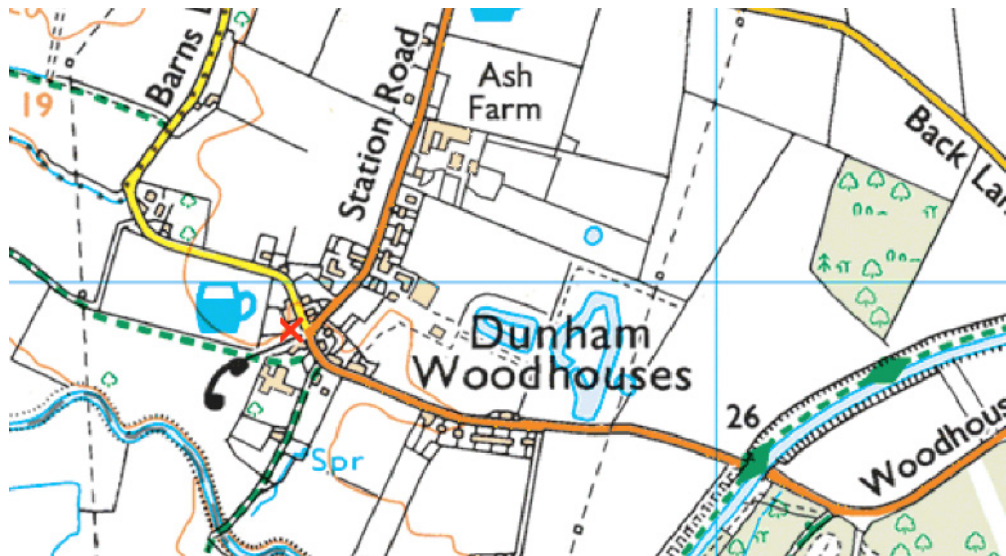 Barns
Station Road
Ash
Farm
19
Back Lan
Dunham
Woodhouses
26
Woodhous
Spr